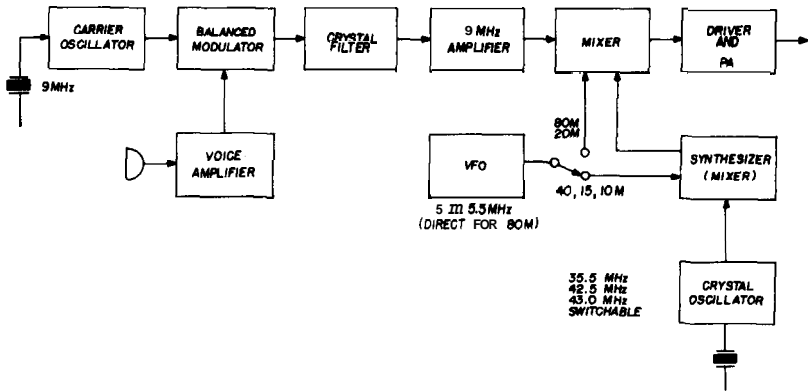 CARRIER
OSCILLATOR
BALANCED
MODULATOR
CRYSTAL
FILTER
9 MHz
AMPLIFIER
MIXER
DRIVER
AND
PA
9MHz
VOICE
AMPLIFIER
80M
20M
VFO
40, 15, 10M
SYNTHESIZER
(MIXER)
5 m 5.5MHz
(DIRECT FOR 80M)
35.5 MHz
42.5 MHz
43.0 MHz
SWITCHABLE
CRYSTAL
OSCILLATOR